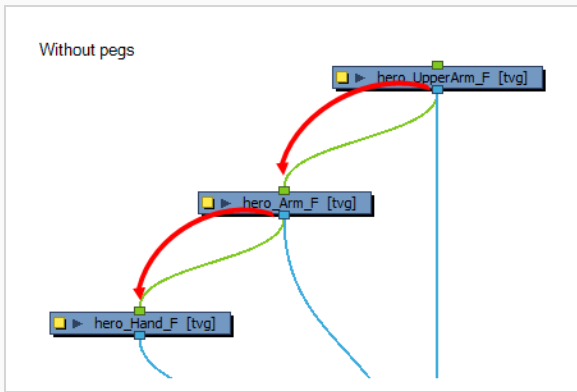 Without pegs
hero_UpperArm_F [tvg]
hero_Arm_F [tvg]
hero_Hand_F [tvg]